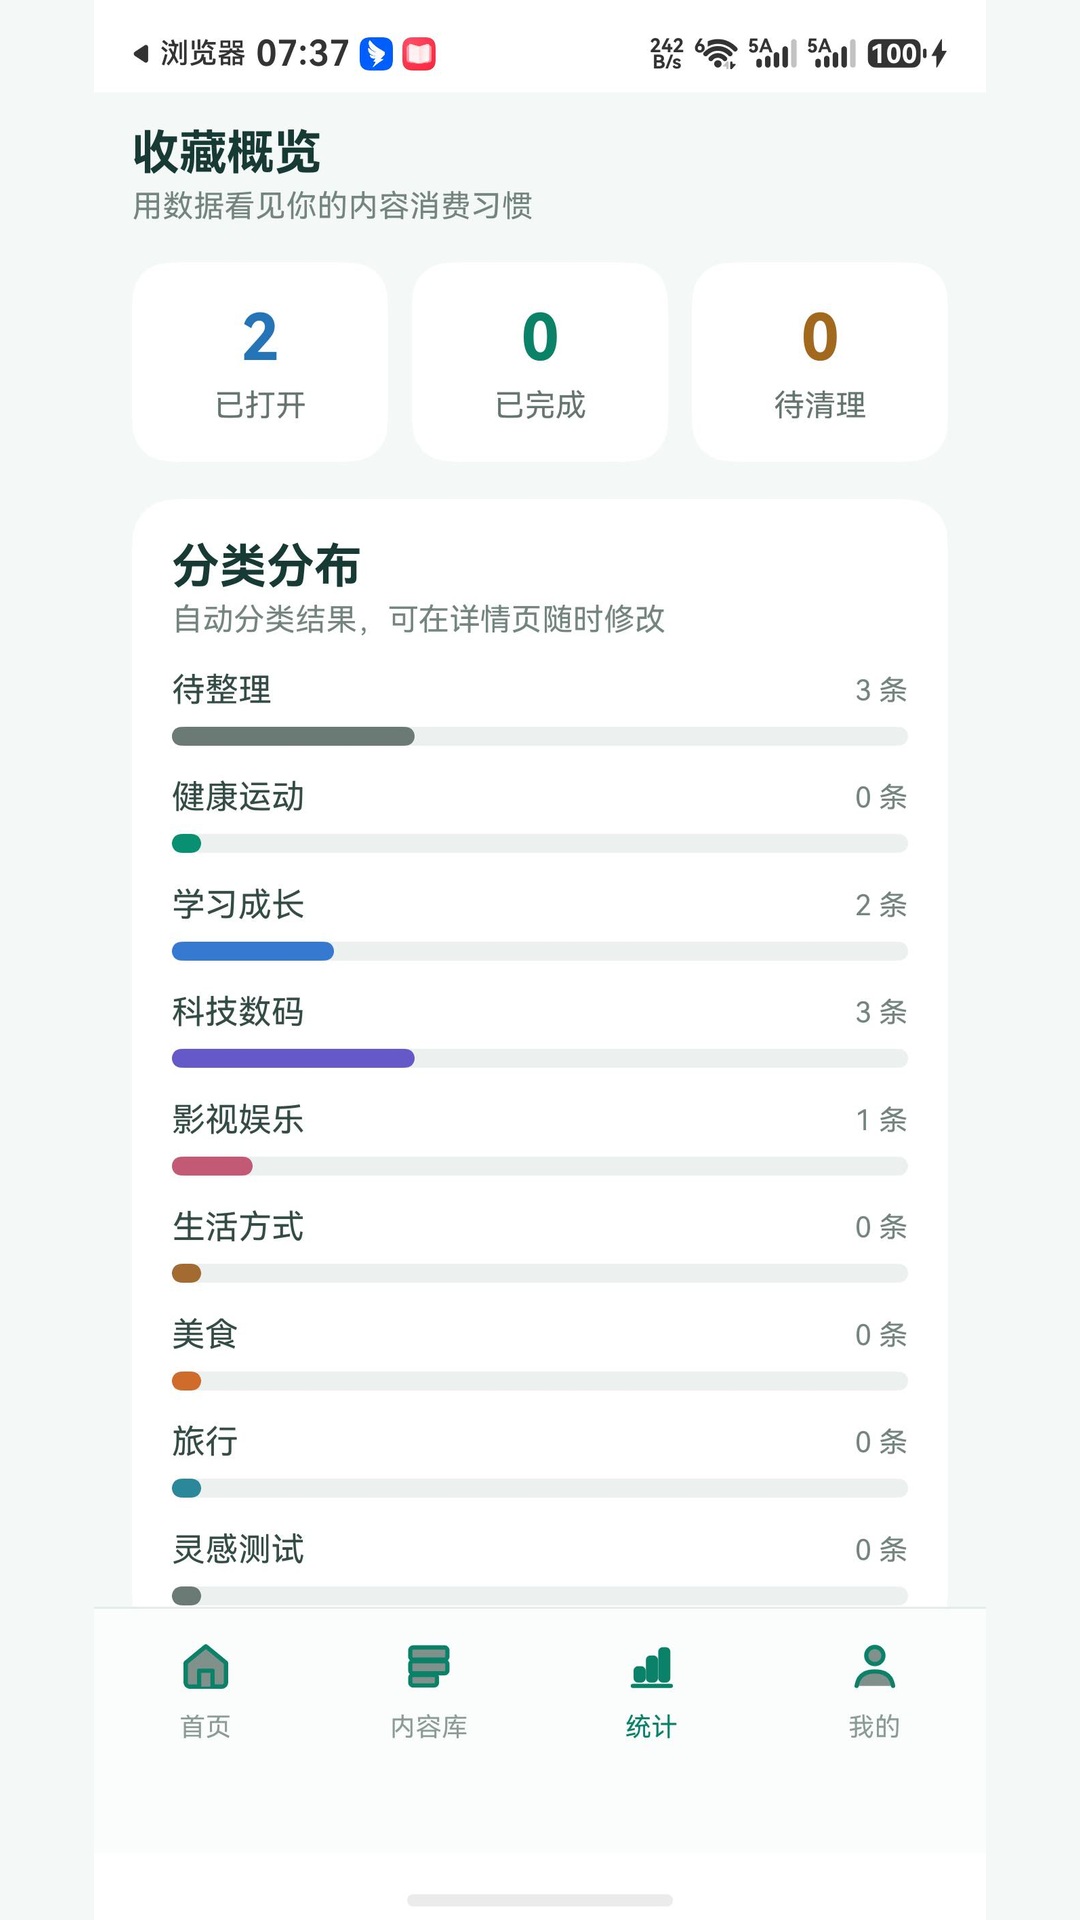 浏览器 07:37 242 B/s 6 5A 5A 100
收藏概览
用数据看见你的内容消费习惯
2 0 0
已打开 已完成 待清理
分类分布
自动分类结果，可在详情页随时修改
待整理 3 条
健康运动 0 条
学习成长 2 条
科技数码 3 条
影视娱乐 1 条
生活方式 0 条
美食 0 条
旅行 0 条
灵感测试 0 条
首页 内容库 统计 我的